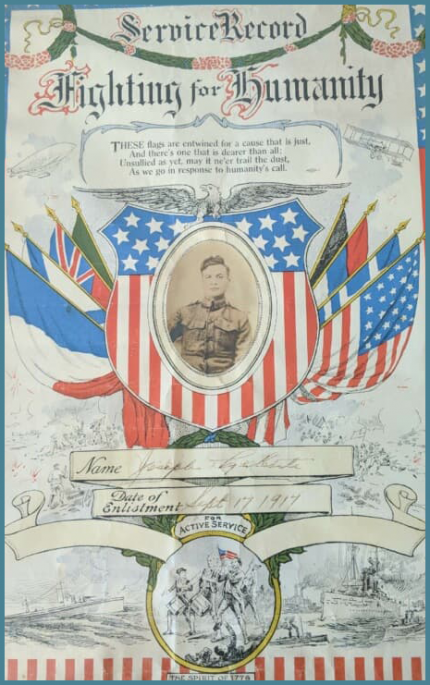 Service Record
Fighting for Humanity
THESE flags are entwined for a cause that is just,
And there's one that is dearer than all;
Unsullied as yet, may it ne'er trail the dust,
As we go in response to humanity's call.
Name Joseph
Date of
Enlistment Sept 17 1917
FOR
ACTIVE SERVICE
THE SPIRIT OF 1776